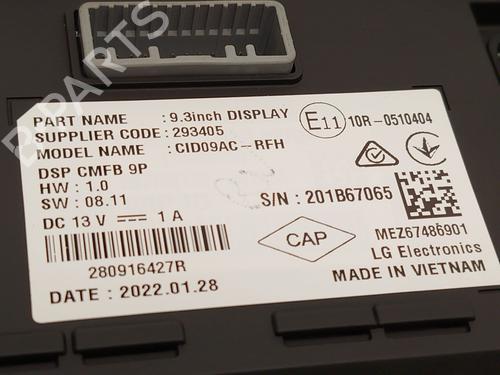 B-PARTS
PART NAME : 9.3inch DISPLAY
SUPPLIER CODE : 293405
MODEL NAME : CID09AC-RFH
DSP CMFB 9P
HW : 1.0
SW : 08.11
DC 13 V ⎓ 1 A
280916427R
DATE : 2022.01.28
E11 10R-0510404
S/N : 201B67065
CAP
MEZ67486901
LG Electronics
MADE IN VIETNAM